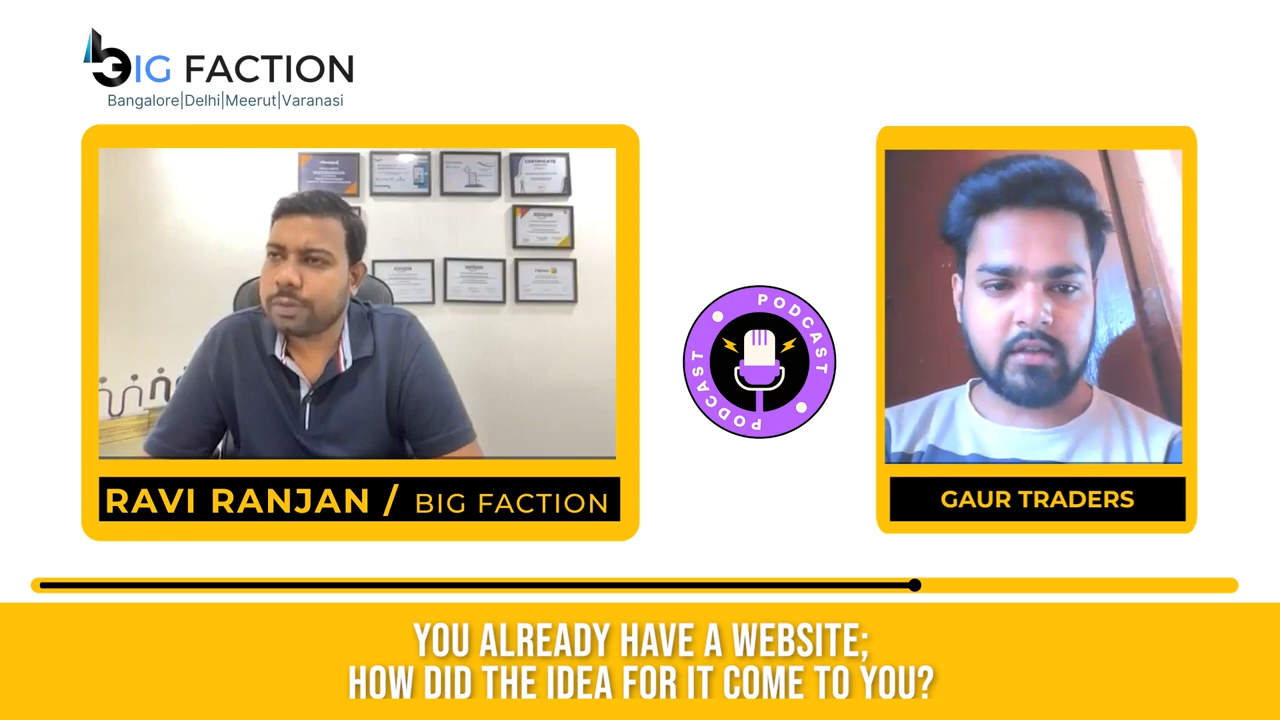 BIG FACTION
Bangalore|Delhi|Meerut|Varanasi
CERTIFICATE
PODCAST
PODCAST
RAVI RANJAN / BIG FACTION
GAUR TRADERS
YOU ALREADY HAVE A WEBSITE;
HOW DID THE IDEA FOR IT COME TO YOU?